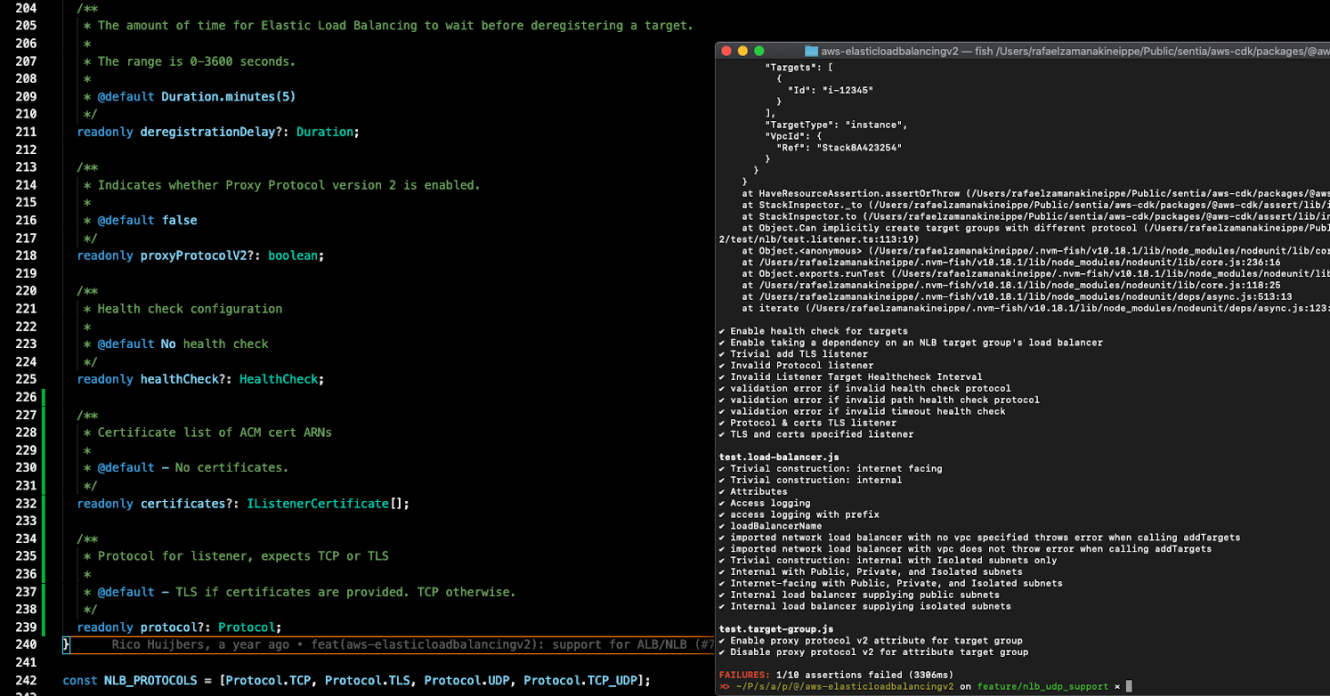 204 /**
205 * The amount of time for Elastic Load Balancing to wait before deregistering a target.
206 *
207 * The range is 0-3600 seconds.
208 *
209 * @default Duration.minutes(5)
210 */
211 readonly deregistrationDelay?: Duration;
212
213 /**
214 * Indicates whether Proxy Protocol version 2 is enabled.
215 *
216 * @default false
217 */
218 readonly proxyProtocolV2?: boolean;
219
220 /**
221 * Health check configuration
222 *
223 * @default No health check
224 */
225 readonly healthCheck?: HealthCheck;
226
227 /**
228 * Certificate list of ACM cert ARNs
229 *
230 * @default - No certificates.
231 */
232 readonly certificates?: IListenerCertificate[];
233
234 /**
235 * Protocol for listener, expects TCP or TLS
236 *
237 * @default - TLS if certificates are provided. TCP otherwise.
238 */
239 readonly protocol?: Protocol;
240 } Rico Huijbers, a year ago • feat(aws-elasticloadbalancingv2): support for ALB/NLB (#7
241
242 const NLB_PROTOCOLS = [Protocol.TCP, Protocol.TLS, Protocol.UDP, Protocol.TCP_UDP];
aws-elasticloadbalancingv2 — fish /Users/rafaelzamanakineippe/Public/sentia/aws-cdk/packages/@aw
"Targets": [
{
"Id": "i-12345"
}
],
"TargetType": "instance",
"VpcId": {
"Ref": "Stack8A423254"
}
}
}
at HaveResourceAssertion.assertOrThrow (/Users/rafaelzamanakineippe/Public/sentia/aws-cdk/packages/@aws
at StackInspector._to (/Users/rafaelzamanakineippe/Public/sentia/aws-cdk/packages/@aws-cdk/assert/lib/i
at StackInspector.to (/Users/rafaelzamanakineippe/Public/sentia/aws-cdk/packages/@aws-cdk/assert/lib/in
at Object.Can implicitly create target groups with different protocol (/Users/rafaelzamanakineippe/Publ
2/test/nlb/test.listener.ts:113:19)
at Object.<anonymous> (/Users/rafaelzamanakineippe/.nvm-fish/v10.18.1/lib/node_modules/nodeunit/lib/cor
at /Users/rafaelzamanakineippe/.nvm-fish/v10.18.1/lib/node_modules/nodeunit/lib/core.js:236:16
at Object.exports.runTest (/Users/rafaelzamanakineippe/.nvm-fish/v10.18.1/lib/node_modules/nodeunit/lib
at /Users/rafaelzamanakineippe/.nvm-fish/v10.18.1/lib/node_modules/nodeunit/lib/core.js:118:25
at /Users/rafaelzamanakineippe/.nvm-fish/v10.18.1/lib/node_modules/nodeunit/deps/async.js:513:13
at iterate (/Users/rafaelzamanakineippe/.nvm-fish/v10.18.1/lib/node_modules/nodeunit/deps/async.js:123:
✔ Enable health check for targets
✔ Enable taking a dependency on an NLB target group's load balancer
✔ Trivial add TLS listener
✔ Invalid Protocol listener
✔ Invalid Listener Target Healthcheck Interval
✔ validation error if invalid health check protocol
✔ validation error if invalid path health check protocol
✔ validation error if invalid timeout health check
✔ Protocol & certs TLS listener
✔ TLS and certs specified listener
test.load-balancer.js
✔ Trivial construction: internet facing
✔ Trivial construction: internal
✔ Attributes
✔ Access logging
✔ access logging with prefix
✔ loadBalancerName
✔ imported network load balancer with no vpc specified throws error when calling addTargets
✔ imported network load balancer with vpc does not throw error when calling addTargets
✔ Trivial construction: internal with Isolated subnets only
✔ Internal with Public, Private, and Isolated subnets
✔ Internet-facing with Public, Private, and Isolated subnets
✔ Internal load balancer supplying public subnets
✔ Internal load balancer supplying isolated subnets
test.target-group.js
✔ Enable proxy protocol v2 attribute for target group
✔ Disable proxy protocol v2 for attribute target group
FAILURES: 1/10 assertions failed (3306ms)
~/P/s/a/p/@/aws-elasticloadbalancingv2 on feature/nlb_udp_support ×